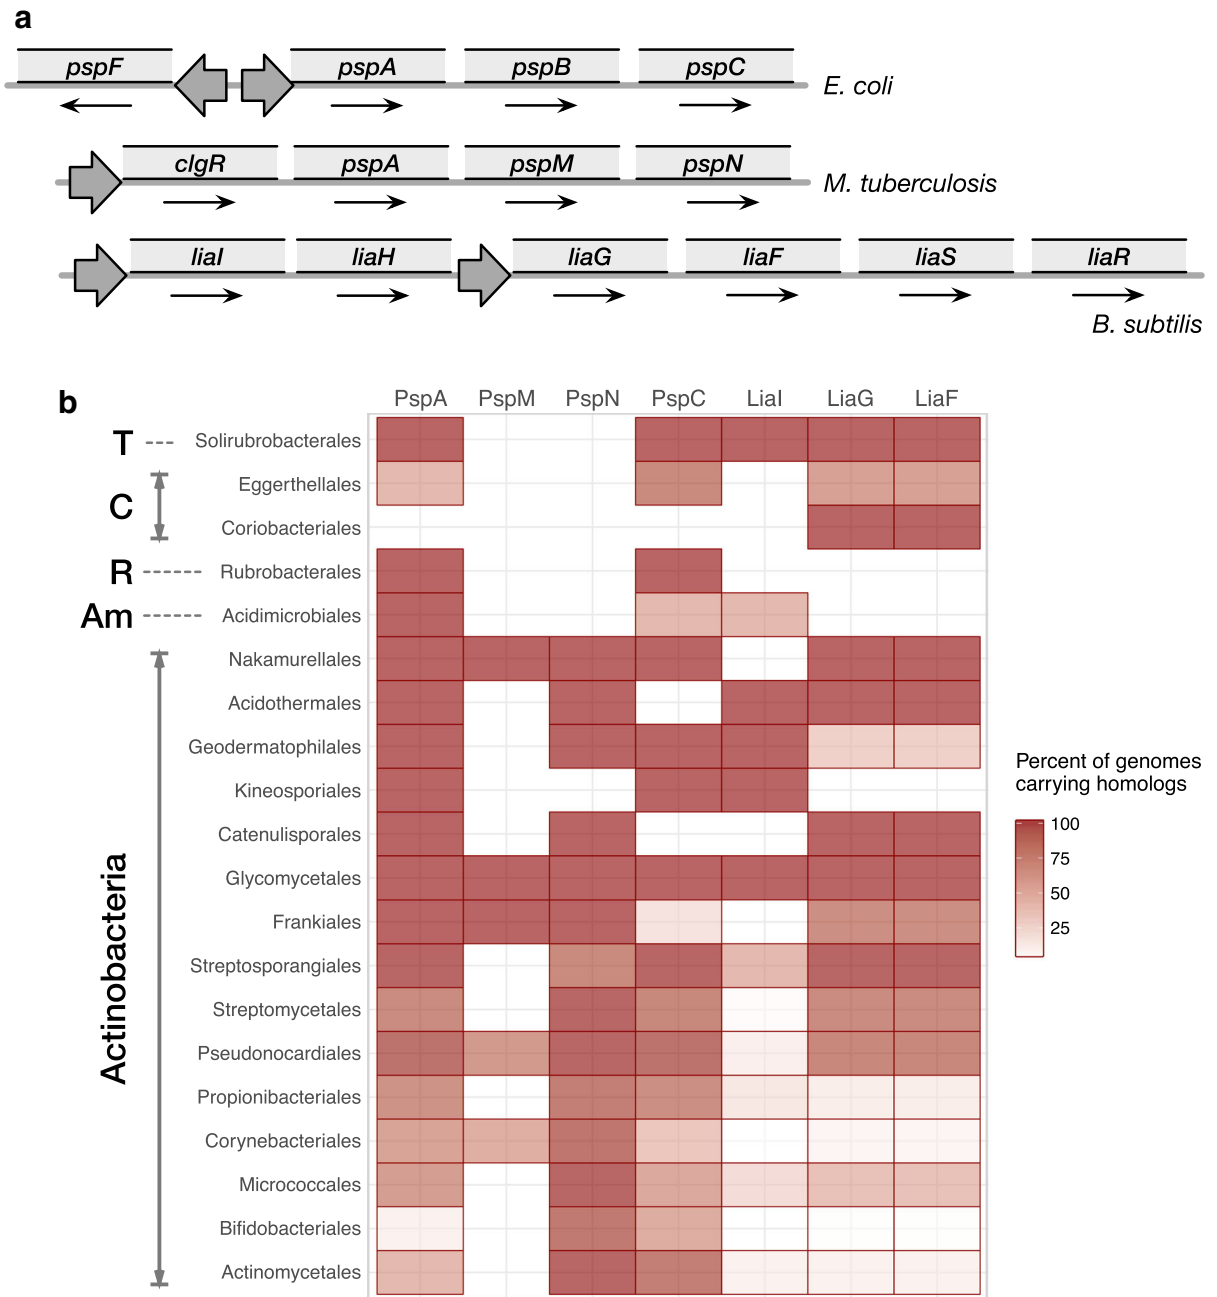 a
pspF pspA pspB pspC E. coli
clgR pspA pspM pspN M. tuberculosis
liaI liaH liaG liaF liaS liaR
B. subtilis
b
PspA PspM PspN PspC LiaI LiaG LiaF
T Solirubrobacterales
Eggerthellales
C
Coriobacteriales
R Rubrobacterales
Am Acidimicrobiales
Nakamurellales
Acidothermales
Geodermatophilales
Kineosporiales
Catenulisporales
Glycomycetales
Frankiales
Streptosporangiales
Streptomycetales
Pseudonocardiales
Propionibacteriales
Corynebacteriales
Micrococcales
Bifidobacteriales
Actinomycetales
Actinobacteria
Percent of genomes
carrying homologs
100
75
50
25